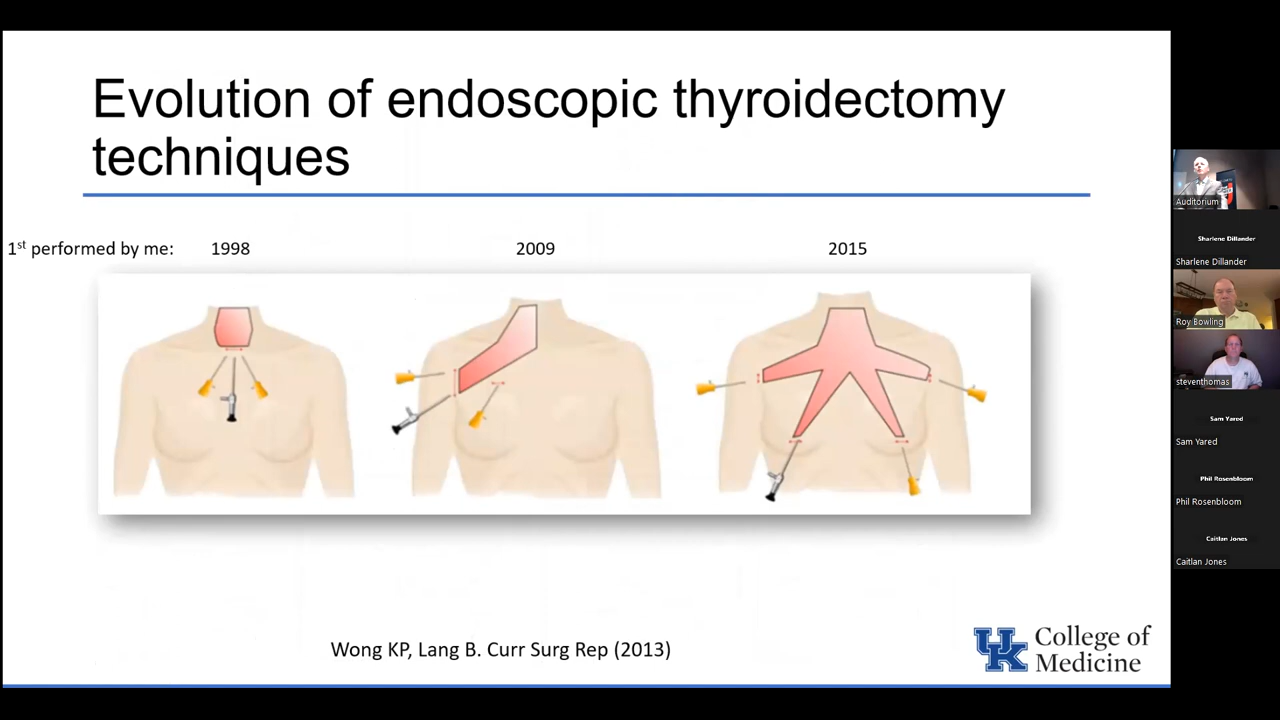 Evolution of endoscopic thyroidectomy
techniques
1st performed by me: 1998 2009 2015
Wong KP, Lang B. Curr Surg Rep (2013)
UK College of
Medicine
Auditorium
Sharlene Dillander
Sharlene Dillander
Roy Bowling
steventhomas
Sam Yared
Sam Yared
Phil Rosenbloom
Phil Rosenbloom
Caitlan Jones
Caitlan Jones